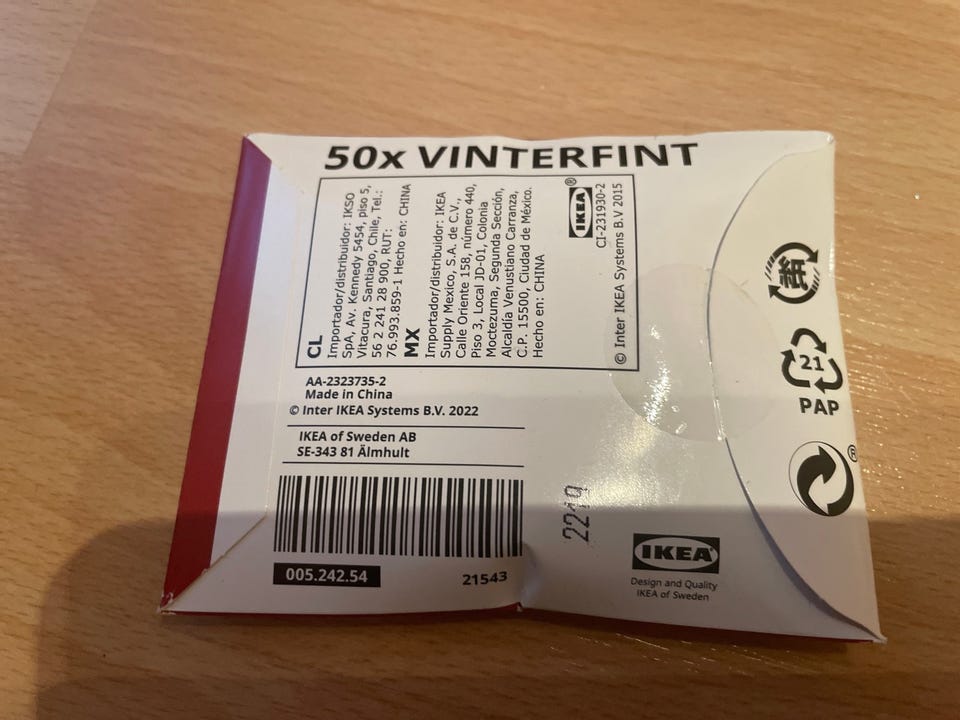 50x VINTERFINT
CL
Importador/distribuidor: IKSO
SpA, Av. Kennedy 5454, piso 5,
Vitacura, Santiago, Chile, Tel.:
56 2 241 28 900, RUT:
76.993.859-1 Hecho en: CHINA
MX
Importador/distribuidor: IKEA
Supply Mexico, S.A. de C.V.,
Calle Oriente 158, número 440,
Piso 3, Local JD-01, Colonia
Moctezuma, Segunda Sección,
Alcaldía Venustiano Carranza,
C.P. 15500, Ciudad de México.
Hecho en: CHINA
IKEA®
CI-231930-2
© Inter IKEA Systems B.V 2015
AA-2323735-2
Made in China
© Inter IKEA Systems B.V. 2022
IKEA of Sweden AB
SE-343 81 Älmhult
005.242.54
21543
2219
IKEA
Design and Quality
IKEA of Sweden
紙
21
PAP
®